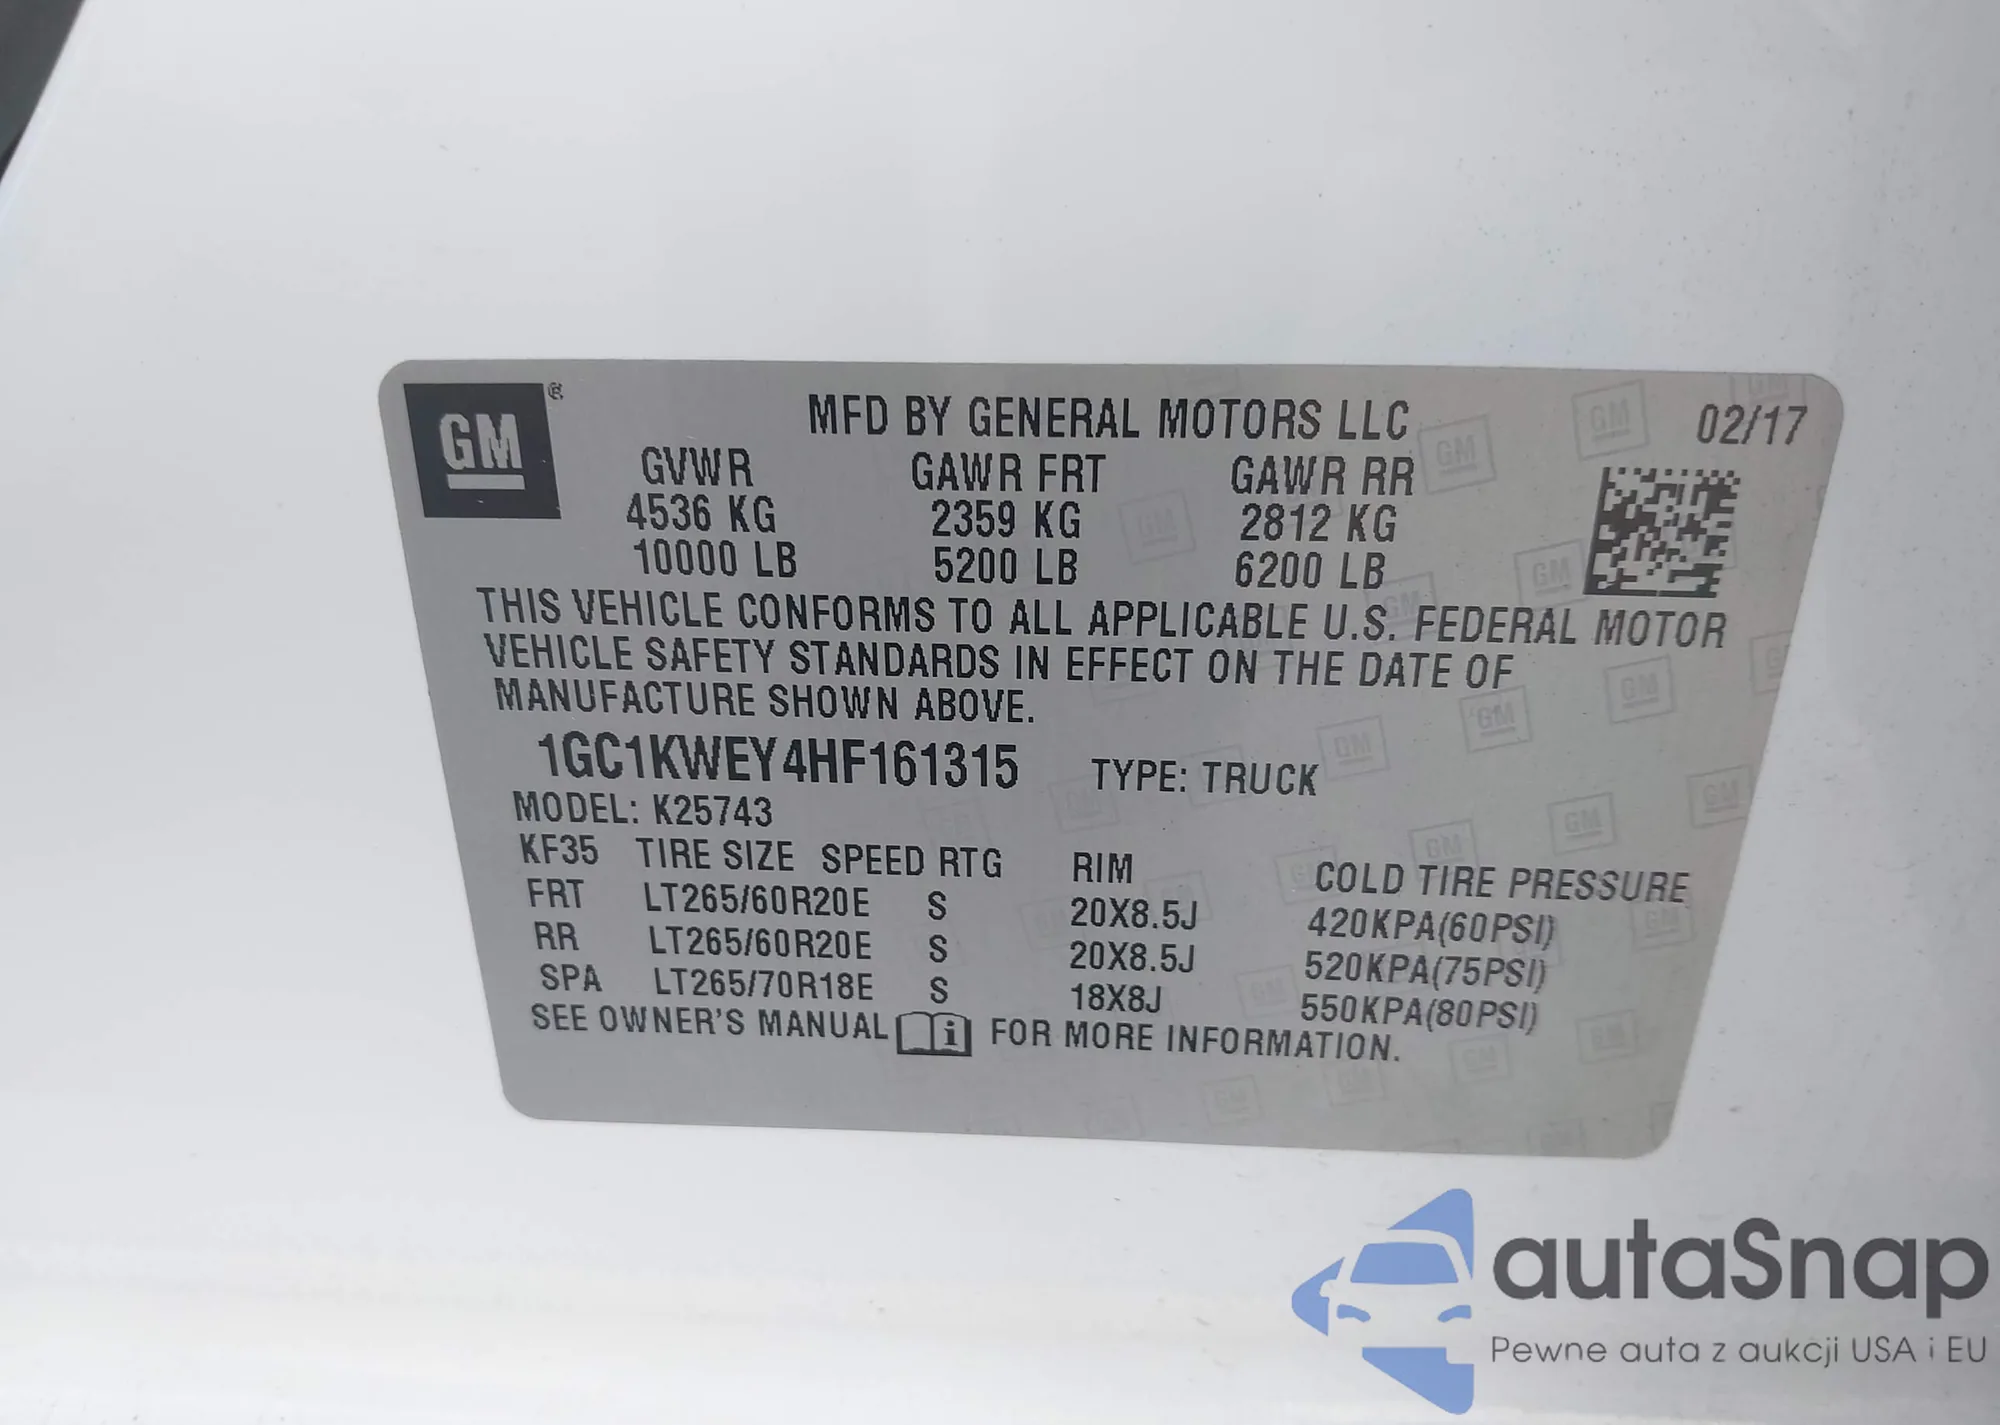 GM ®
MFD BY GENERAL MOTORS LLC 02/17
GVWR GAWR FRT GAWR RR
4536 KG 2359 KG 2812 KG
10000 LB 5200 LB 6200 LB
THIS VEHICLE CONFORMS TO ALL APPLICABLE U.S. FEDERAL MOTOR
VEHICLE SAFETY STANDARDS IN EFFECT ON THE DATE OF
MANUFACTURE SHOWN ABOVE.
1GC1KWEY4HF161315 TYPE: TRUCK
MODEL: K25743
KF35 TIRE SIZE SPEED RTG RIM COLD TIRE PRESSURE
FRT LT265/60R20E S 20X8.5J 420KPA(60PSI)
RR LT265/60R20E S 20X8.5J 520KPA(75PSI)
SPA LT265/70R18E S 18X8J 550KPA(80PSI)
SEE OWNER'S MANUAL i FOR MORE INFORMATION.
autaSnap
Pewne auta z aukcji USA i EU